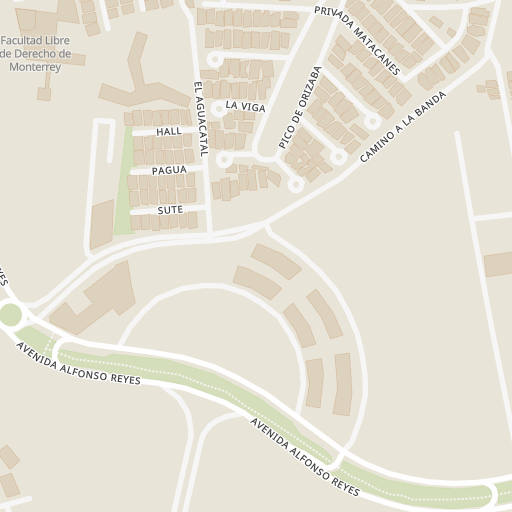 PRIVADA MATACANES
Facultad Libre
de Derecho de
Monterrey
EL AGUACATAL
LA VIGA
PICO DE ORIZABA
CAMINO A LA BANDA
HALL
PAGUA
SUTE
YES
AVENIDA ALFONSO REYES
AVENIDA ALFONSO REYES